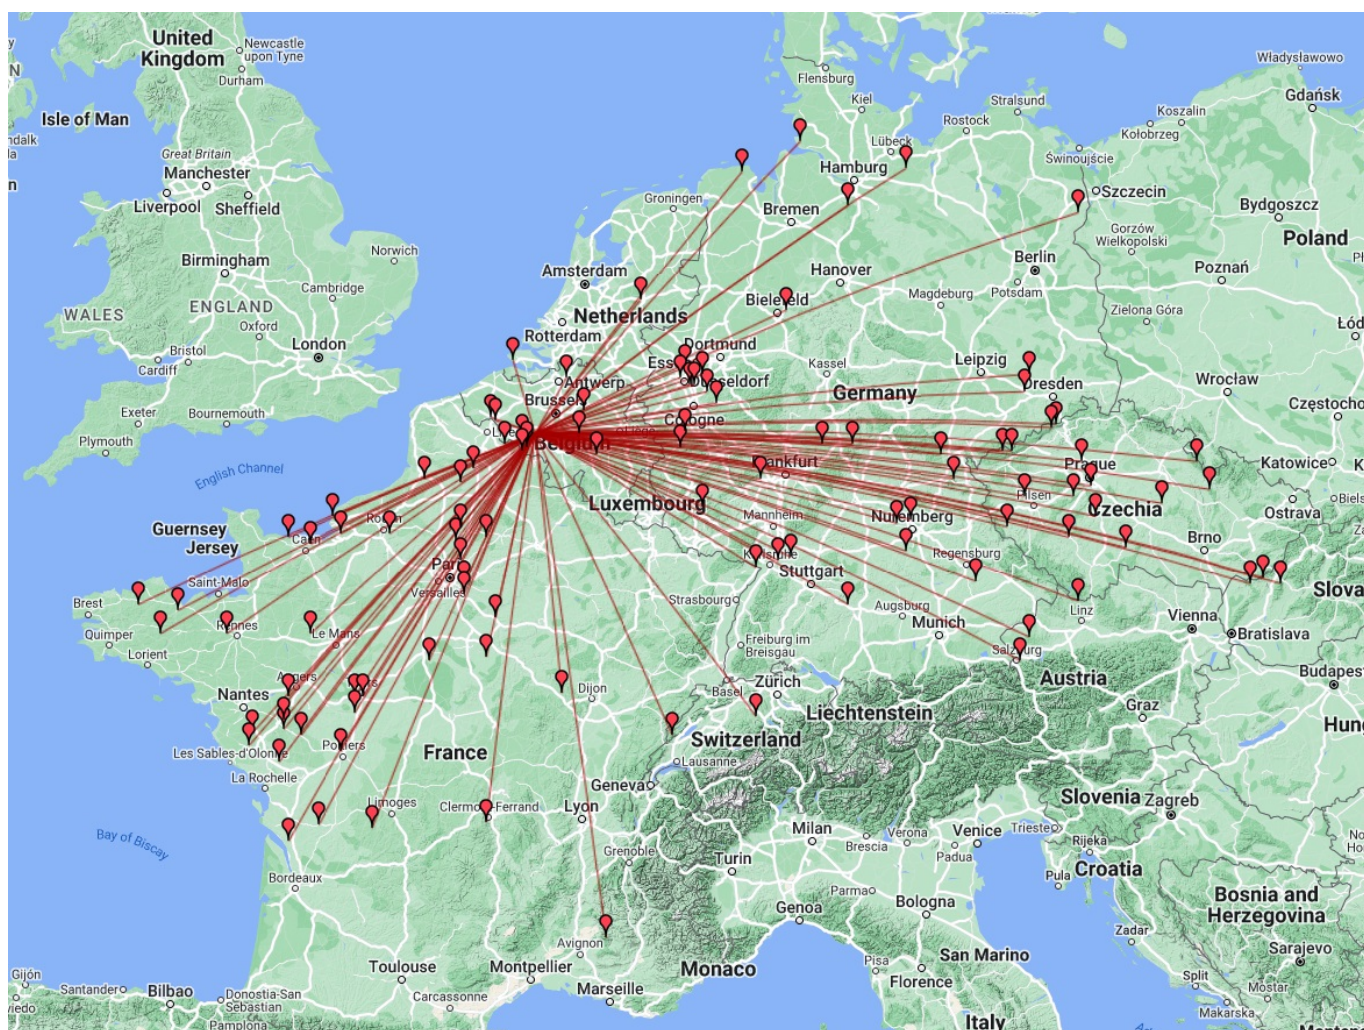 United
Kingdom
Newcastle
upon Tyne
Durham
Isle of Man
ndalk
Great Britain
Manchester
Liverpool
Sheffield
Norwich
Birmingham
Cambridge
ENGLAND
WALES
Oxford
London
Bristol
Cardiff
Exeter
Bournemouth
Plymouth
English Channel
Guernsey
Jersey
Flensburg
Kiel
Stralsund
Rostock
Lübeck
Hamburg
Świnoujście
Koszalin
Kołobrzeg
Władysławowo
Gdańsk
Szczecin
Groningen
Bremen
Gorzów
Wielkopolski
Bydgoszcz
Poland
Berlin
Amsterdam
Hanover
Poznań
Potsdam
Bielefeld
Magdeburg
Zielona Góra
Netherlands
Rotterdam
Dortmund
Kassel
Leipzig
Antwerp
Düsseldorf
Dresden
Wrocław
Germany
Brussels
Cologne
Belgium
Frankfurt
Prague
Katowice
Luxembourg
Pilsen
Czechia
Ostrava
Mannheim
Nuremberg
Brno
Rouen
Caen
Karlsruhe
Regensburg
Paris
Versailles
Stuttgart
Saint-Malo
Brest
Strasbourg
Augsburg
Linz
Vienna
Quimper
Rennes
Le Mans
Munich
Bratislava
Lorient
Freiburg im
Breisgau
Salzburg
Angers
Basel
Zürich
Austria
Budapest
Nantes
Dijon
Liechtenstein
Graz
Les Sables-d'Olonne
Poitiers
France
Switzerland
Lausanne
La Rochelle
Geneva
Slovenia
Zagreb
Limoges
Clermont-Ferrand
Lyon
Milan
Venice
Trieste
Bay of Biscay
Brescia
Verona
Padua
Rijeka
Grenoble
Turin
Pula
Croatia
Bordeaux
Parma
Bologna
Bosnia and
Herzegovina
Genoa
Avignon
Zadar
San Marino
Sarajevo
Gijón
Toulouse
Montpellier
Monaco
Pisa
Florence
Split
Mostar
Santander
Bilbao
Donostia-San
Sebastián
Carcassonne
Marseille
Makarska
Pamplona
Italy